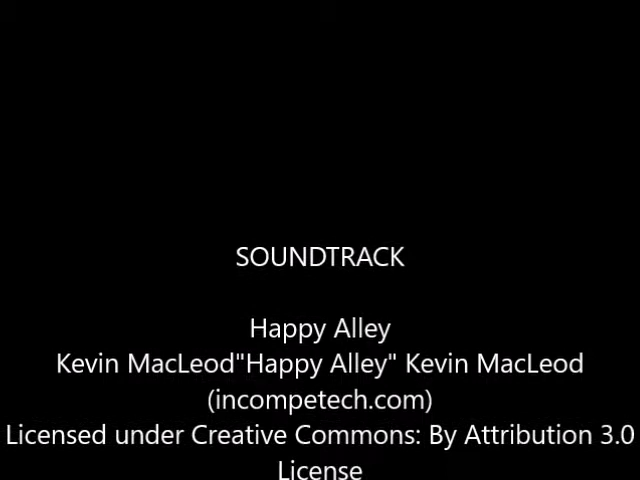 SOUNDTRACK
Happy Alley
Kevin MacLeod"Happy Alley" Kevin MacLeod
(incompetech.com)
Licensed under Creative Commons: By Attribution 3.0
License